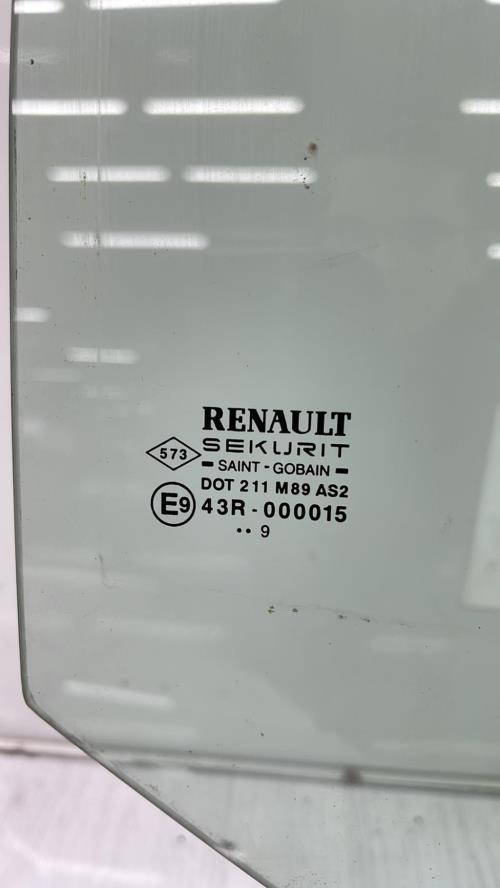 RENAULT
573 SEKURIT
- SAINT - GOBAIN -
DOT 211 M89 AS2
E9 43R - 000015
•• 9